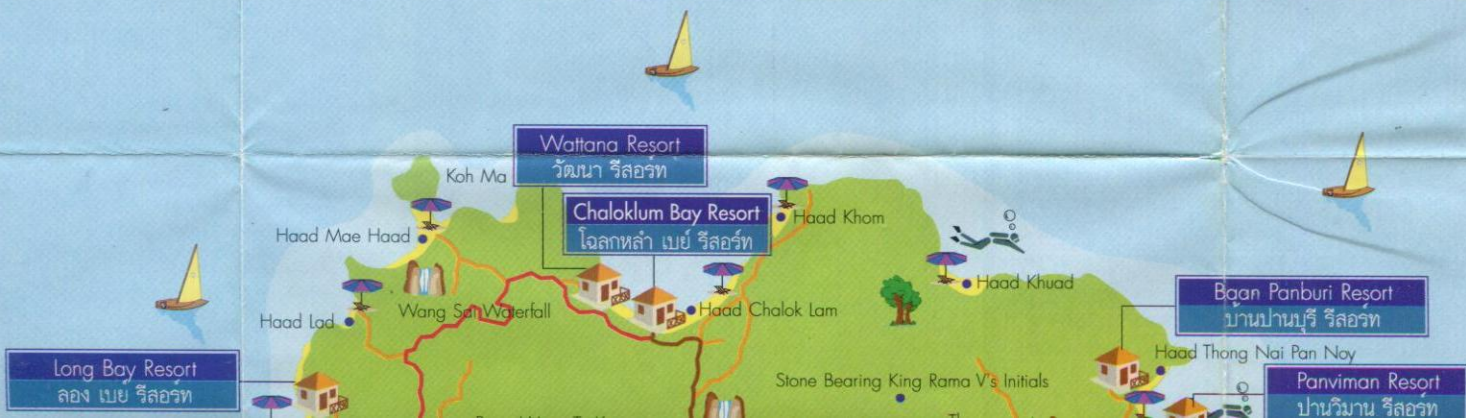 Wattana Resort
วัฒนา รีสอร์ท
Koh Ma
Chaloklum Bay Resort
โฉลกหลำ เบย์ รีสอร์ท
Haad Khom
Haad Mae Haad
Haad Khuad
Baan Panburi Resort
บ้านปานบุรี รีสอร์ท
Wang Sai Waterfall
Haad Chalok Lam
Haad Lad
Haad Thong Nai Pan Noy
Long Bay Resort
ลอง เบย์ รีสอร์ท
Stone Bearing King Rama V's Initials
Panviman Resort
ปานวิมาน รีสอร์ท